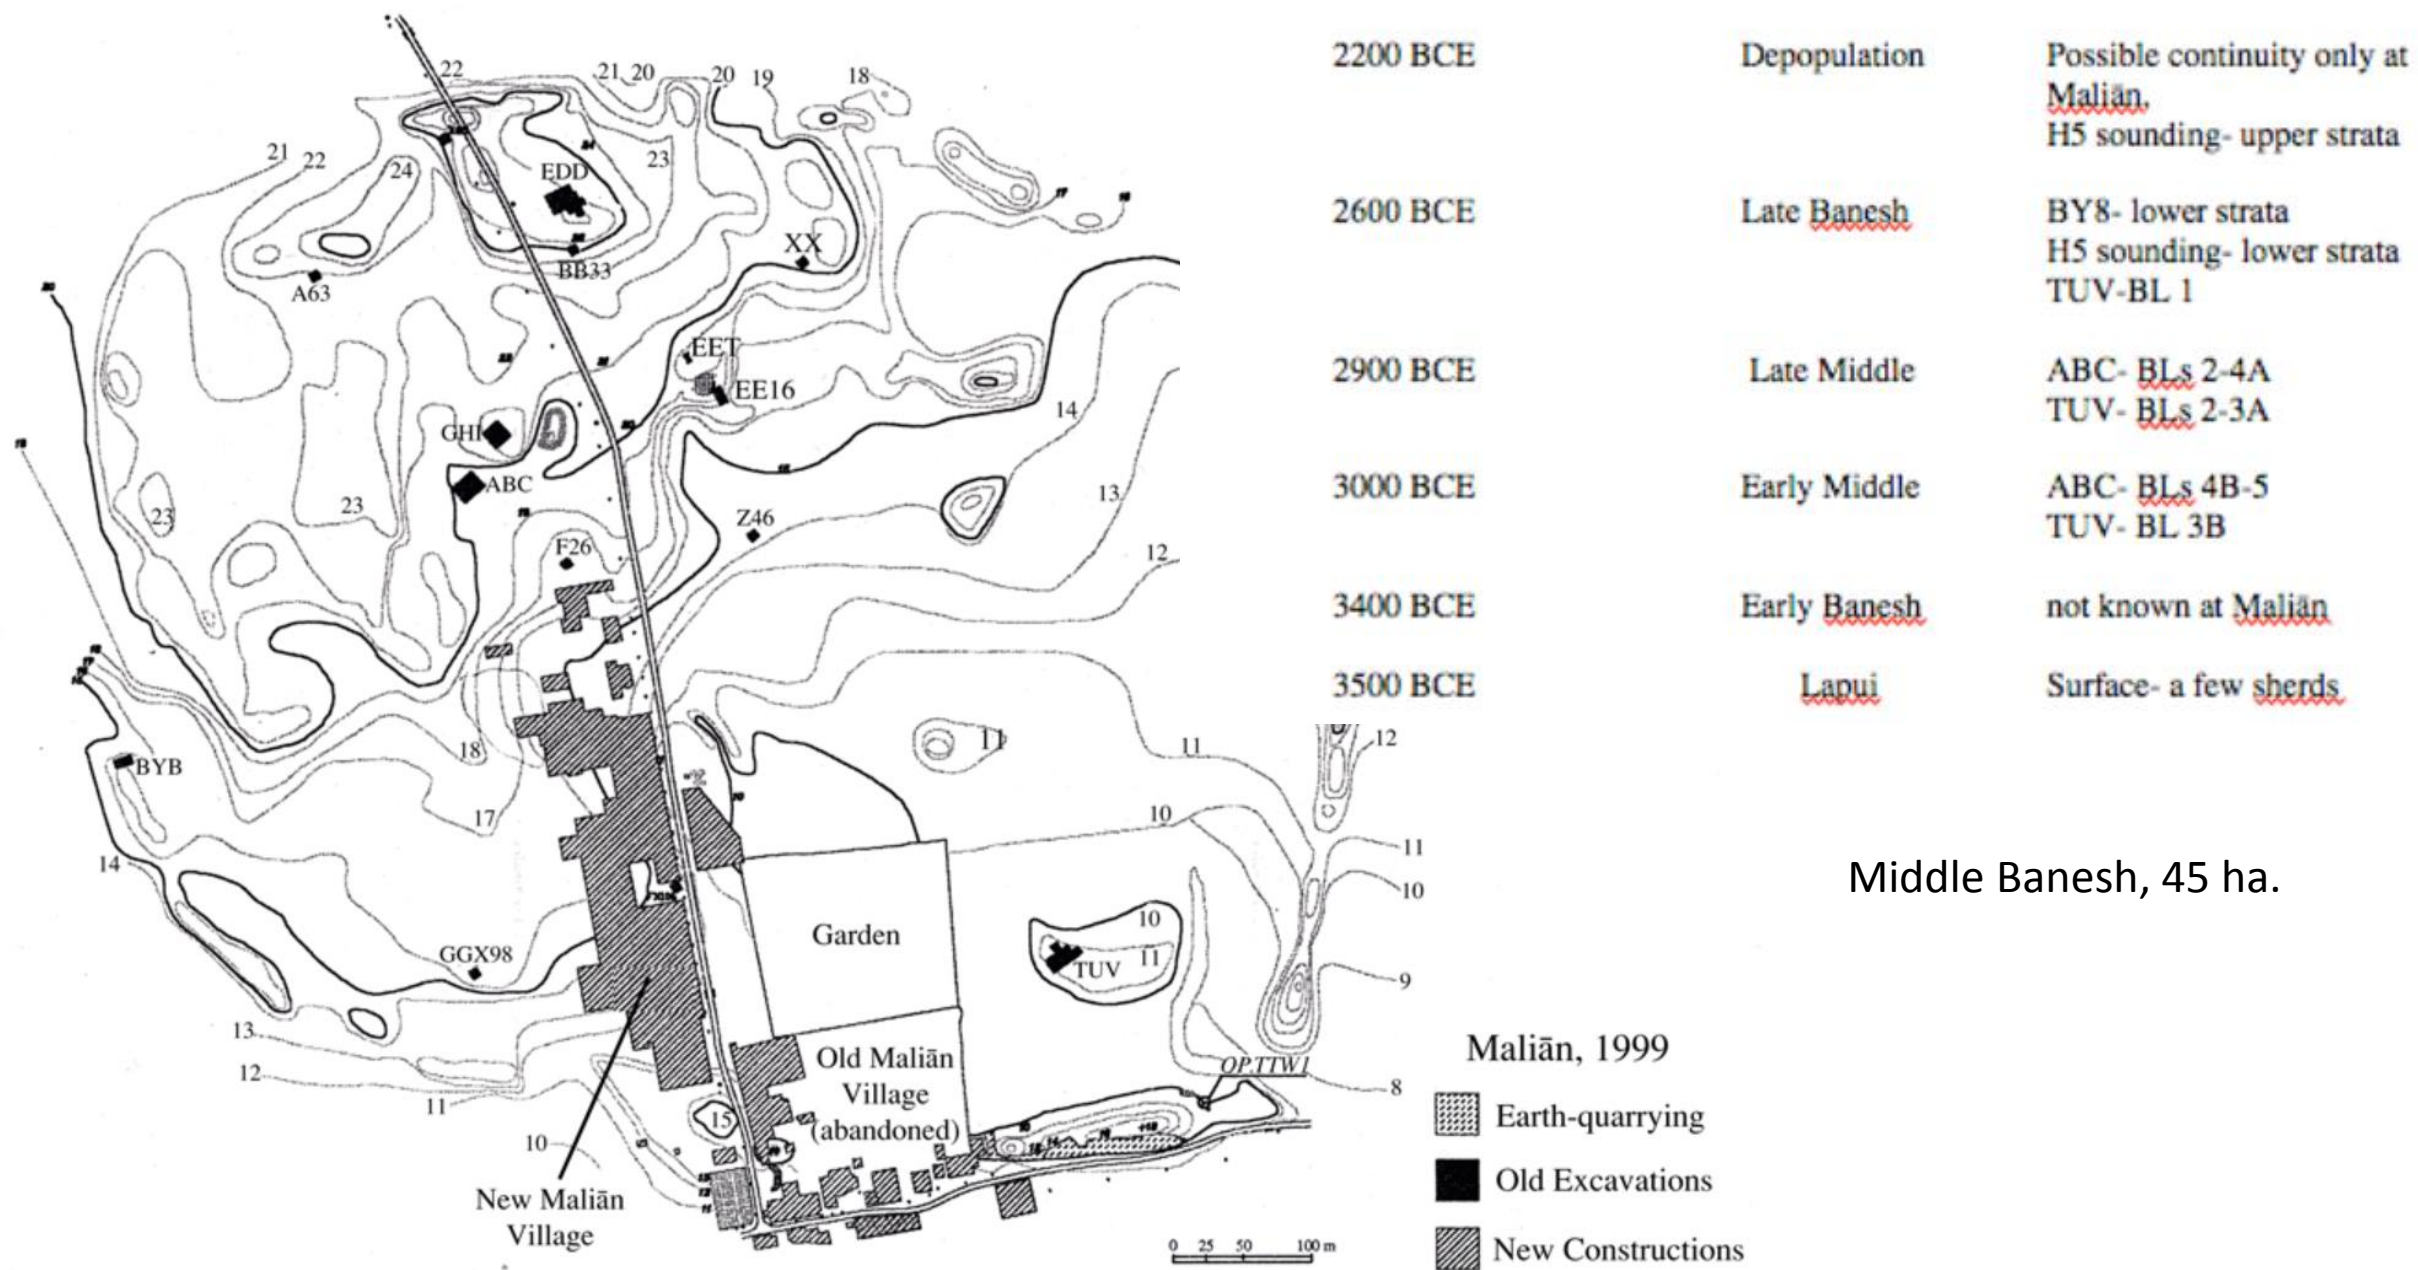 22
21 20
20
19
18
21
22
24
23
EDD
17
18
BB33
XX
A63
EET
EE16
14
GHI
ABC
13
23
23
Z46
F26
12
18
17
BYB
14
11
11
12
10
11
10
Garden
10
11
TUV
GGX98
9
13
12
11
10
15
Old Maliān
Village
(abandoned)
OP.TTW1
8
New Maliān
Village
2200 BCE Depopulation Possible continuity only at
Maliān,
H5 sounding- upper strata
2600 BCE Late Banesh BY8- lower strata
H5 sounding- lower strata
TUV-BL 1
2900 BCE Late Middle ABC- BLs 2-4A
TUV- BLs 2-3A
3000 BCE Early Middle ABC- BLs 4B-5
TUV- BL 3B
3400 BCE Early Banesh not known at Maliān
3500 BCE Lapui Surface- a few sherds
Middle Banesh, 45 ha.
Maliān, 1999
Earth-quarrying
Old Excavations
New Constructions
0 25 50 100 m